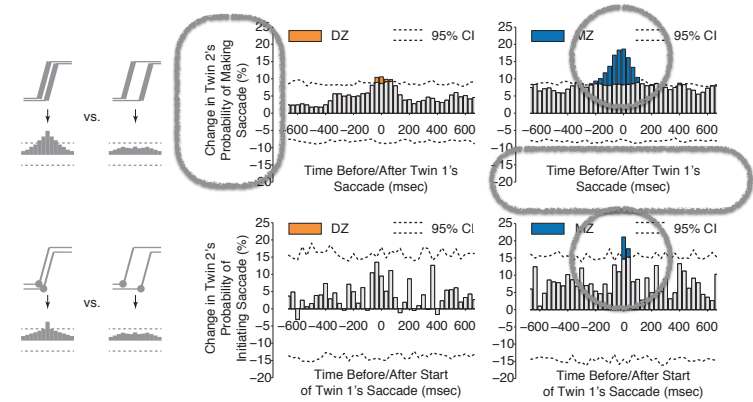 vs.
Change in Twin 2's
Probability of Making
Saccade (%)
25
20
15
10
5
0
−5
−10
−15
−20
DZ
95% CI
−600
−400
−200
0
200
400
600
Time Before/After Twin 1's
Saccade (msec)
25
20
15
10
5
0
−5
−10
−15
−20
MZ
95% CI
−600
−400
−200
0
200
400
600
Time Before/After Twin 1's
Saccade (msec)
vs.
Change in Twin 2's
Probability of
Initiating Saccade (%)
25
20
15
10
5
0
−5
−10
−15
−20
DZ
95% CI
−600
−400
−200
0
200
400
600
Time Before/After Start
of Twin 1's Saccade (msec)
25
20
15
10
5
0
−5
−10
−15
−20
MZ
95% CI
−600
−400
−200
0
200
400
600
Time Before/After Start
of Twin 1's Saccade (msec)